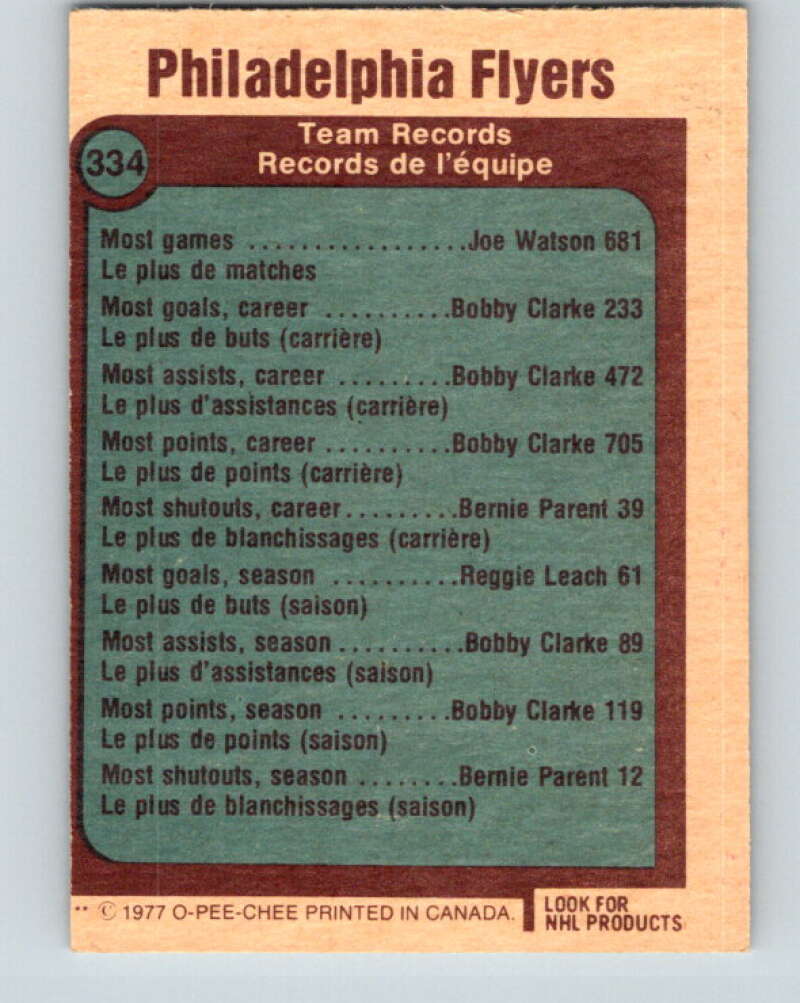 Philadelphia Flyers
334
Team Records
Records de l'équipe
Most games ..................Joe Watson 681
Le plus de matches
Most goals, career ..........Bobby Clarke 233
Le plus de buts (carrière)
Most assists, career .........Bobby Clarke 472
Le plus d'assistances (carrière)
Most points, career ..........Bobby Clarke 705
Le plus de points (carrière)
Most shutouts, career.........Bernie Parent 39
Le plus de blanchissages (carrière)
Most goals, season ..........Reggie Leach 61
Le plus de buts (saison)
Most assists, season..........Bobby Clarke 89
Le plus d'assistances (saison)
Most points, season .........Bobby Clarke 119
Le plus de points (saison)
Most shutouts, season ........Bernie Parent 12
Le plus de blanchissages (saison)
** © 1977 O-PEE-CHEE PRINTED IN CANADA.
LOOK FOR
NHL PRODUCTS